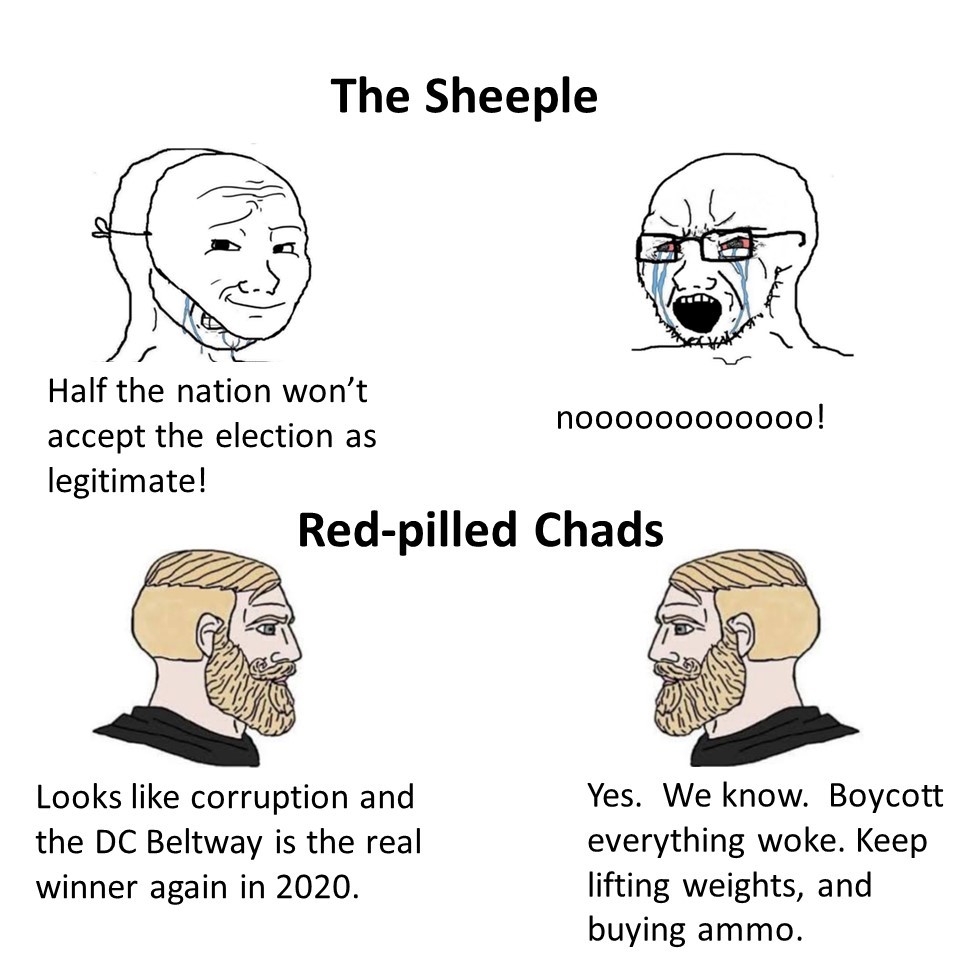 The Sheeple
Half the nation won’t
accept the election as
legitimate!
noooooooooooo!
Red-pilled Chads
Looks like corruption and
the DC Beltway is the real
winner again in 2020.
Yes.  We know.  Boycott
everything woke. Keep
lifting weights, and
buying ammo.